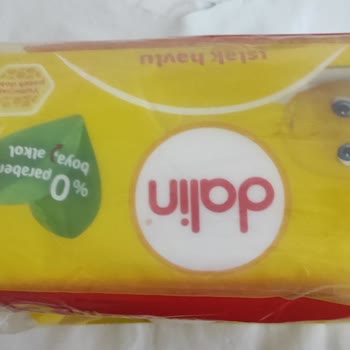 dalin
%0 paraben
boya, alkol
ıslak havlu